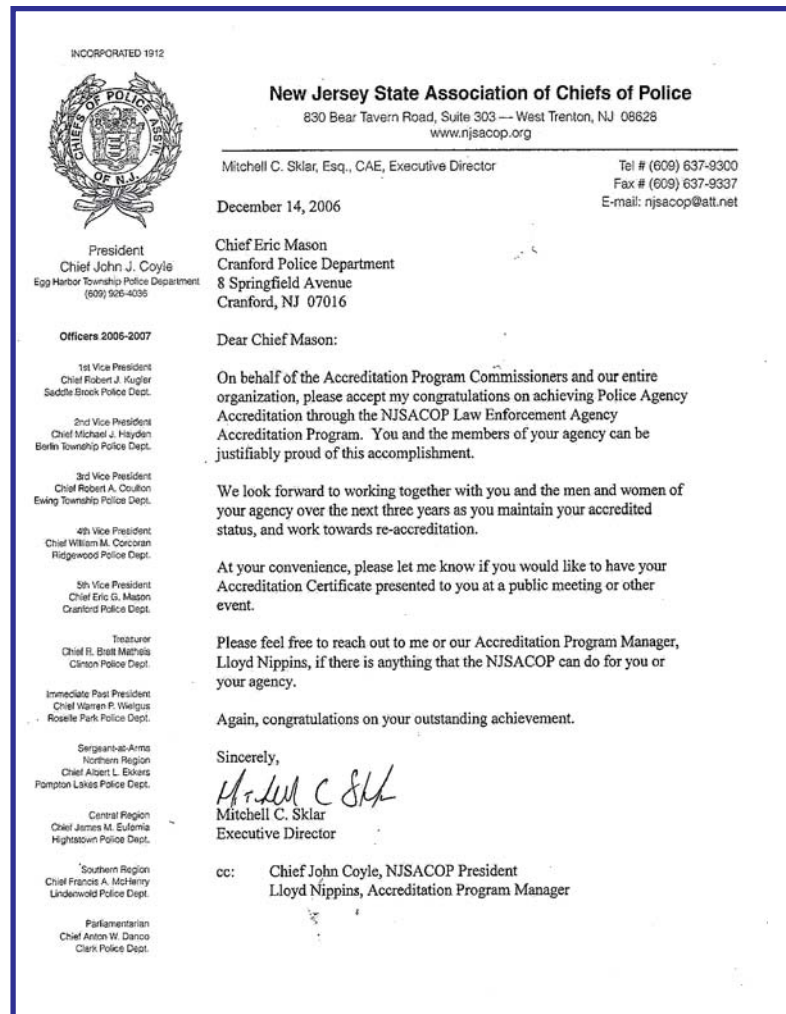 INCORPORATED 1912
CHIEFS OF POLICE ASS'N. OF N.J.
New Jersey State Association of Chiefs of Police
830 Bear Tavern Road, Suite 303 — West Trenton, NJ 08628
www.njsacop.org
Mitchell C. Sklar, Esq., CAE, Executive Director
Tel # (609) 637-9300
Fax # (609) 637-9337
E-mail: njsacop@att.net
President
Chief John J. Coyle
Egg Harbor Township Police Department
(609) 926-4036
Officers 2006-2007
1st Vice President
Chief Robert J. Kugler
Saddle Brook Police Dept.
2nd Vice President
Chief Michael J. Hayden
Berlin Township Police Dept.
3rd Vice President
Chief Robert A. Coulton
Ewing Township Police Dept.
4th Vice President
Chief William M. Corcoran
Ridgewood Police Dept.
5th Vice President
Chief Eric G. Mason
Cranford Police Dept.
Treasurer
Chief R. Brett Matheis
Clinton Police Dept.
Immediate Past President
Chief Warren P. Wielgus
Roselle Park Police Dept.
Sergeant-at-Arms
Northern Region
Chief Albert L. Ekkers
Pompton Lakes Police Dept.
Central Region
Chief James M. Eufemia
Hightstown Police Dept.
Southern Region
Chief Francis A. McHenry
Lindenwold Police Dept.
Parliamentarian
Chief Anton W. Danco
Clark Police Dept.
December 14, 2006
Chief Eric Mason
Cranford Police Department
8 Springfield Avenue
Cranford, NJ 07016
Dear Chief Mason:
On behalf of the Accreditation Program Commissioners and our entire
organization, please accept my congratulations on achieving Police Agency
Accreditation through the NJSACOP Law Enforcement Agency
Accreditation Program. You and the members of your agency can be
justifiably proud of this accomplishment.
We look forward to working together with you and the men and women of
your agency over the next three years as you maintain your accredited
status, and work towards re-accreditation.
At your convenience, please let me know if you would like to have your
Accreditation Certificate presented to you at a public meeting or other
event.
Please feel free to reach out to me or our Accreditation Program Manager,
Lloyd Nippins, if there is anything that the NJSACOP can do for you or
your agency.
Again, congratulations on your outstanding achievement.
Sincerely,
Mitchell C. Sklar
Executive Director
cc: Chief John Coyle, NJSACOP President
Lloyd Nippins, Accreditation Program Manager